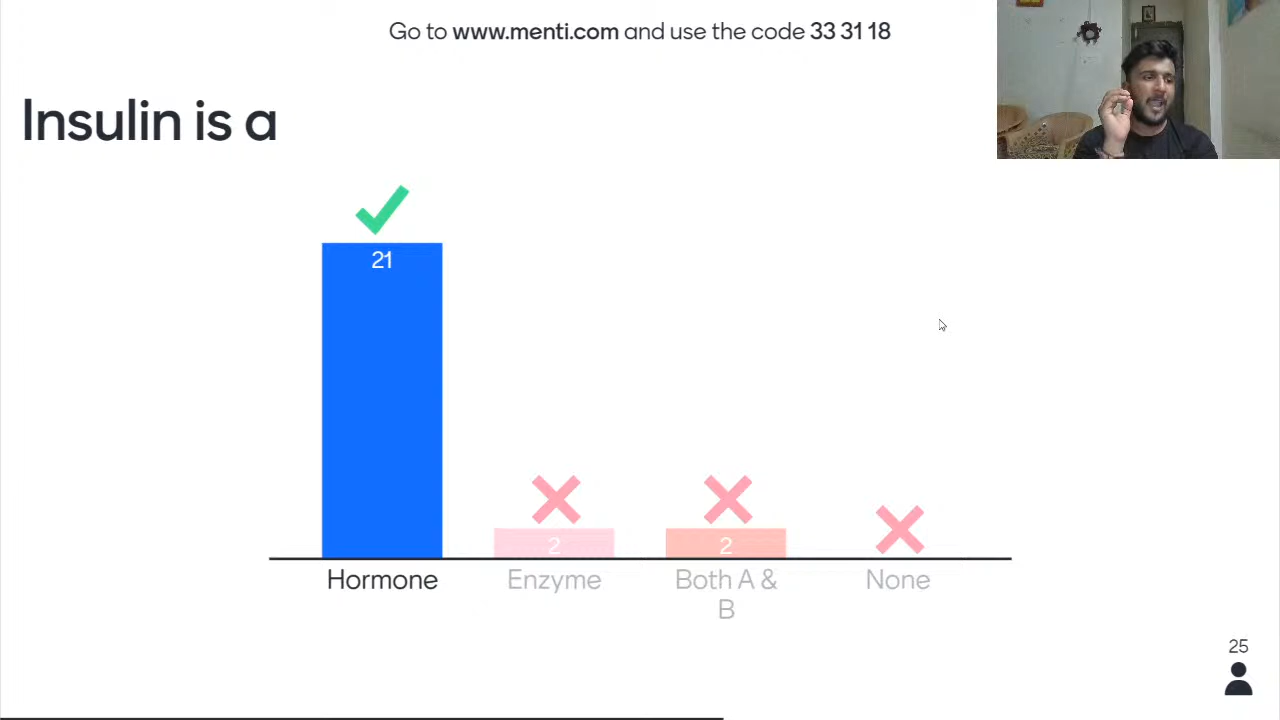 Go to www.menti.com and use the code 33 31 18
Insulin is a
21
2
2
Hormone
Enzyme
Both A &
B
None
25